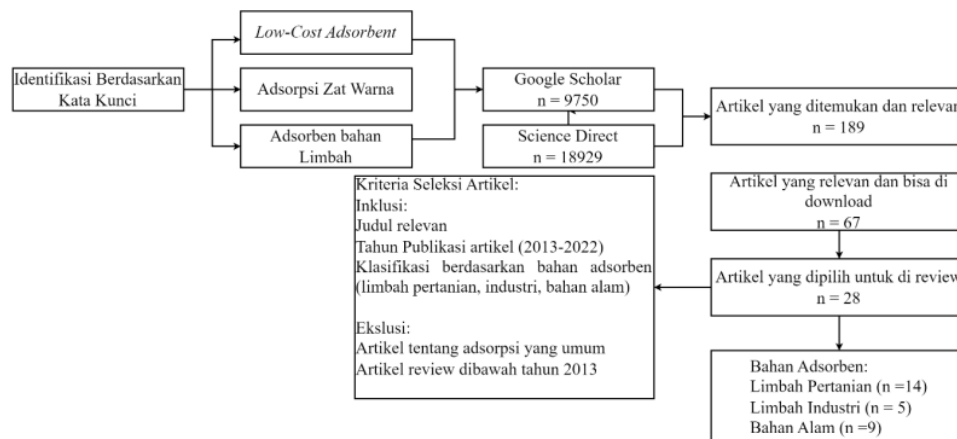 Identifikasi Berdasarkan
Kata Kunci
Low-Cost Adsorbent
Adsorpsi Zat Warna
Adsorben bahan
Limbah
Google Scholar
n = 9750
Science Direct
n = 18929
Artikel yang ditemukan dan relevan
n = 189
Artikel yang relevan dan bisa di
download
n = 67
Artikel yang dipilih untuk di review
n = 28
Kriteria Seleksi Artikel:
Inklusi:
Judul relevan
Tahun Publikasi artikel (2013-2022)
Klasifikasi berdasarkan bahan adsorben
(limbah pertanian, industri, bahan alam)
Ekslusi:
Artikel tentang adsorpsi yang umum
Artikel review dibawah tahun 2013
Bahan Adsorben:
Limbah Pertanian (n =14)
Limbah Industri (n = 5)
Bahan Alam (n =9)